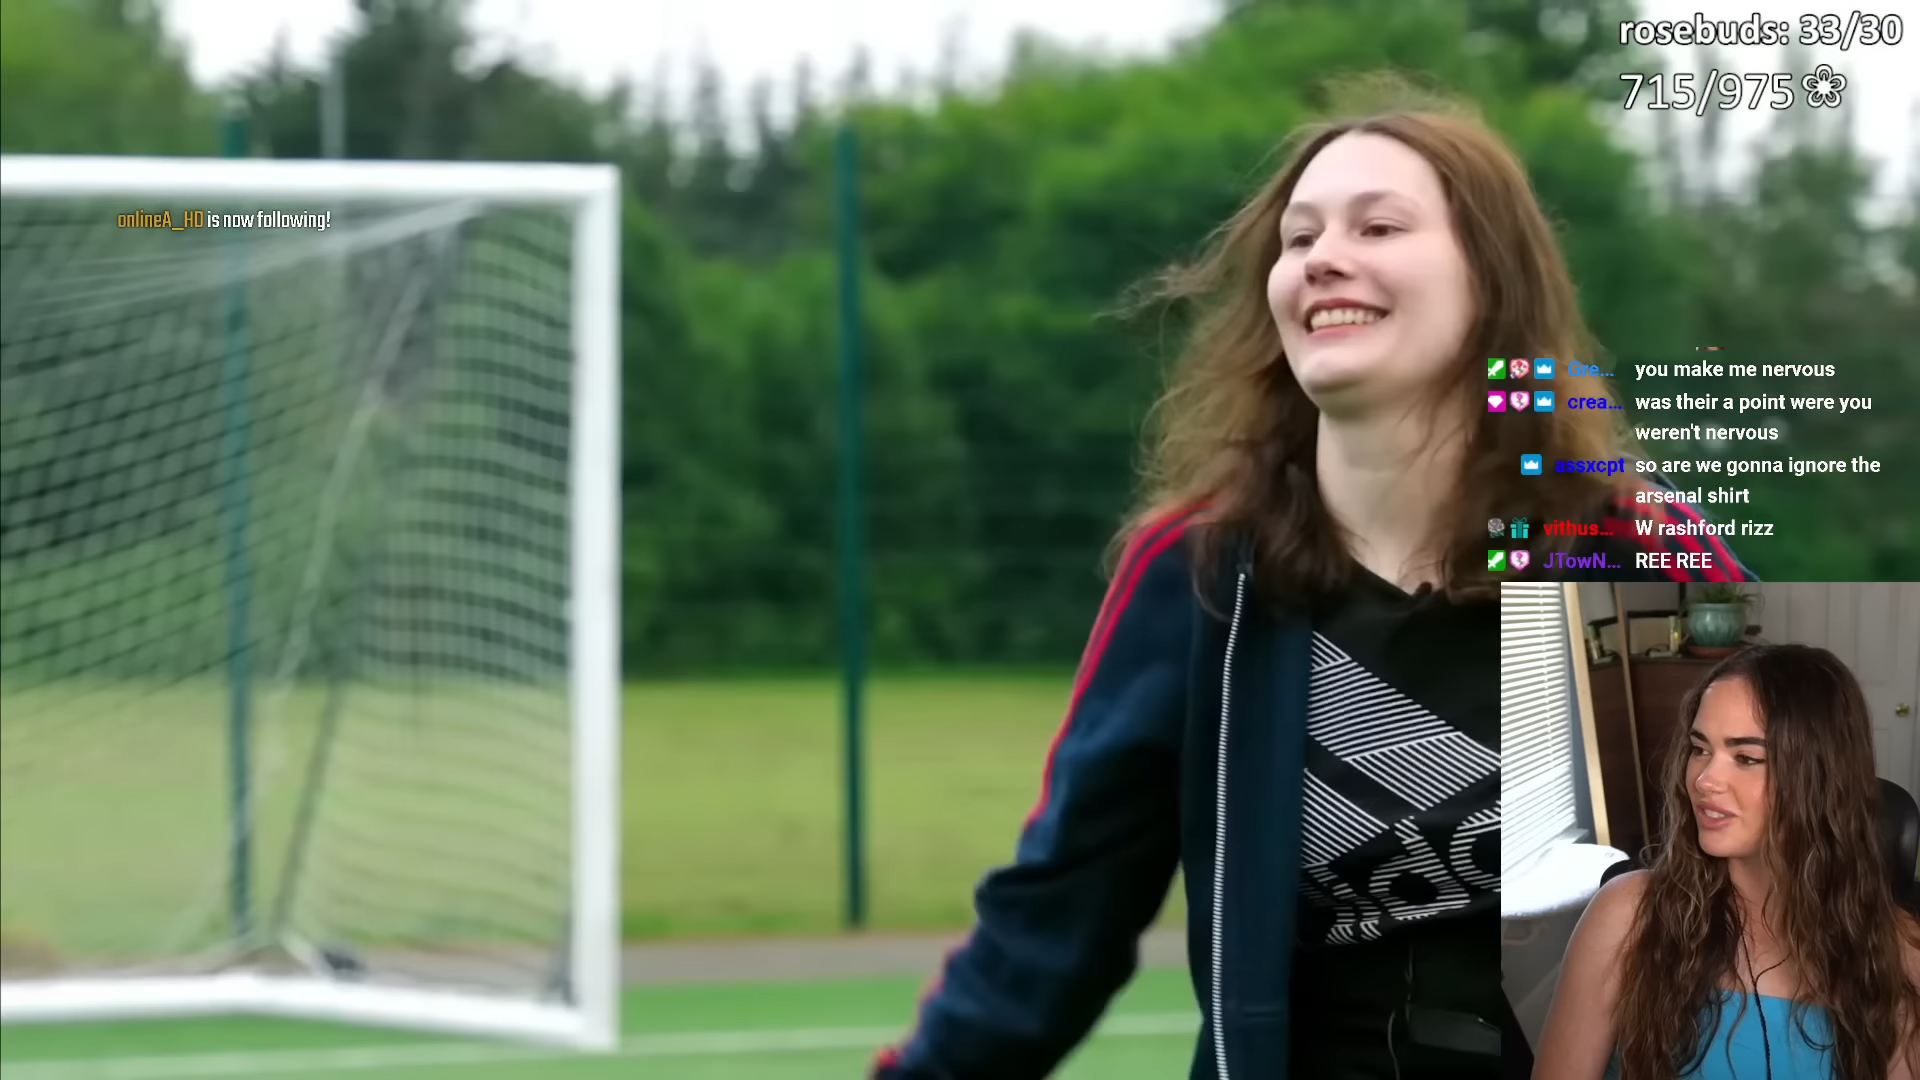 rosebuds: 33/30
715/975
onlineA_HD is now following!
Gre... you make me nervous
crea... was their a point were you
weren't nervous
assxcpt so are we gonna ignore the
arsenal shirt
vithus... W rashford rizz
JTowN... REE REE